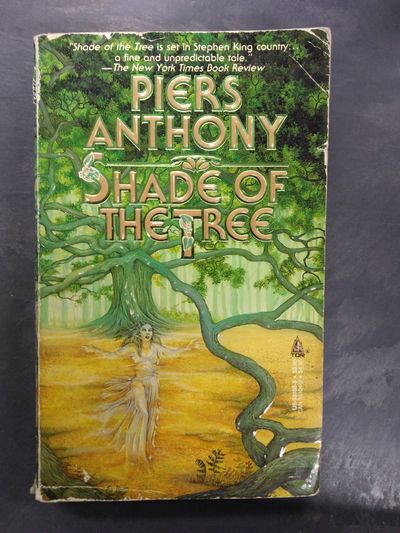 "Shade of the Tree is set in Stephen King country...
a fine and unpredictable tale."
—The New York Times Book Review
PIERS
ANTHONY
SHADE OF
THE TREE
TOR